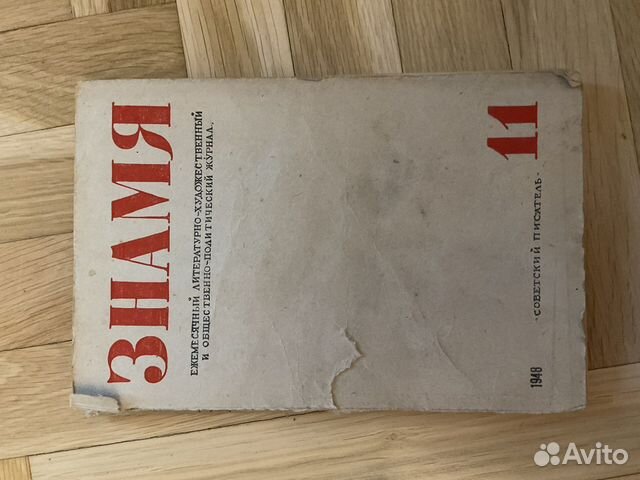 ЗНАМЯ
ЕЖЕМЕСЯЧНЫЙ ЛИТЕРАТУРНО-ХУДОЖЕСТВЕННЫЙ
И ОБЩЕСТВЕННО-ПОЛИТИЧЕСКИЙ ЖУРНАЛ
11
•СОВЕТСКИЙ ПИСАТЕЛЬ•
1948
Avito